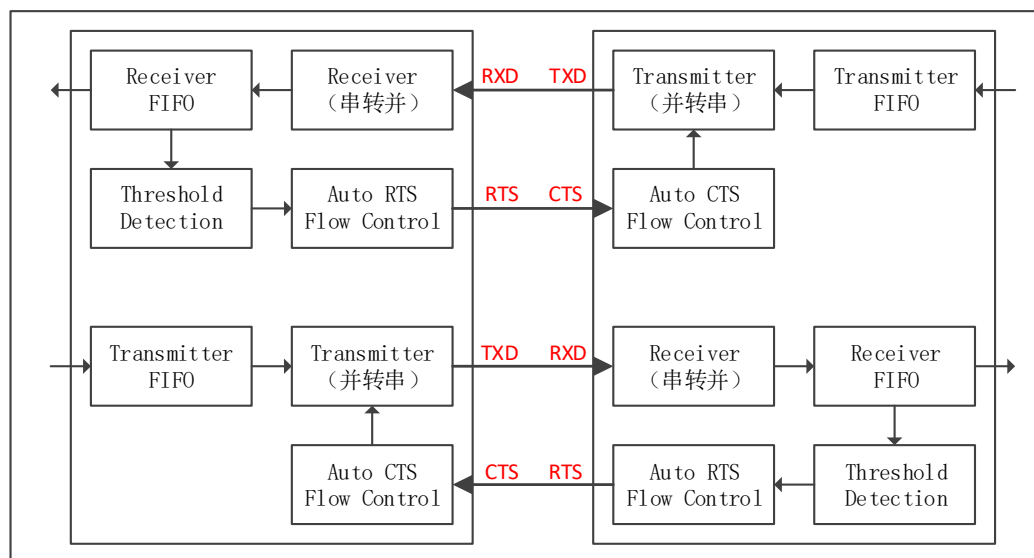 Receiver
FIFO
Receiver
（串转并）
RXD TXD
Transmitter
（并转串）
Transmitter
FIFO
Threshold
Detection
Auto RTS
Flow Control
RTS CTS
Auto CTS
Flow Control
Transmitter
FIFO
Transmitter
（并转串）
TXD RXD
Receiver
（串转并）
Receiver
FIFO
Auto CTS
Flow Control
CTS RTS
Auto RTS
Flow Control
Threshold
Detection